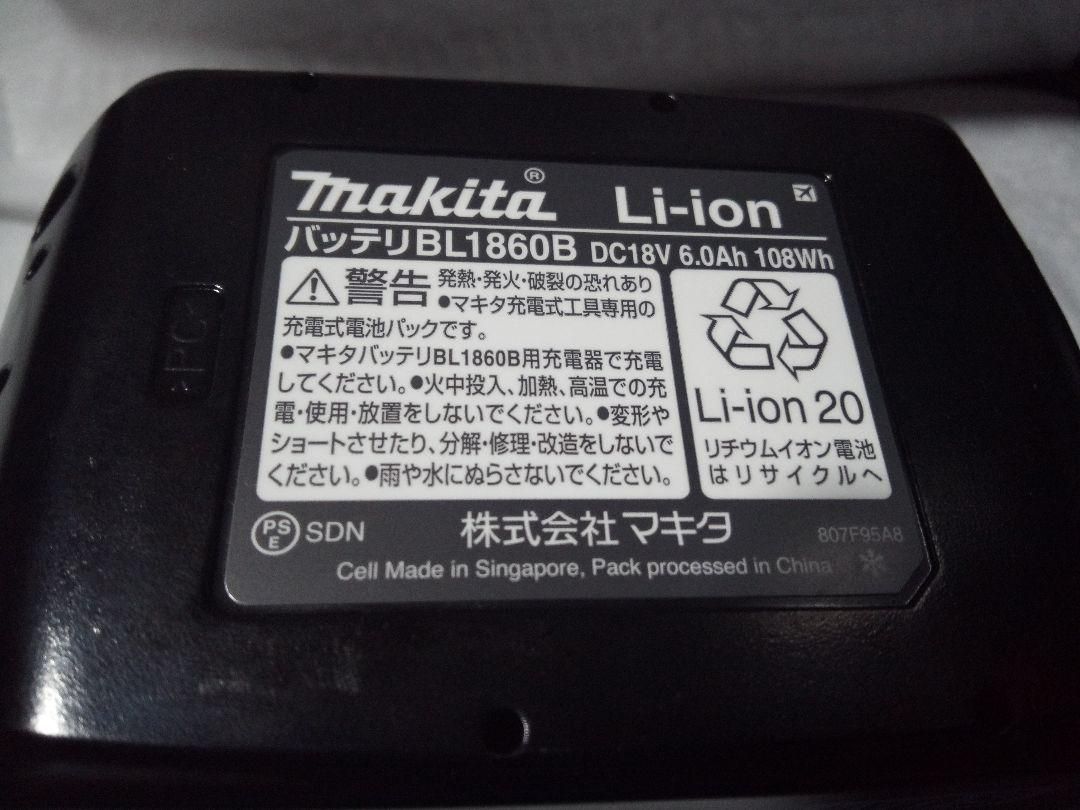 makita® Li-ion
バッテリBL1860B DC18V 6.0Ah 108Wh
警告 発熱・発火・破裂の恐れあり
●マキタ充電式工具専用の
充電式電池パックです。
●マキタバッテリBL1860B用充電器で充電
してください。●火中投入、加熱、高温での充
電・使用・放置をしないでください。●変形や
ショートさせたり、分解・修理・改造をしないで
ください。●雨や水にぬらさないでください。
Li-ion 20
リチウムイオン電池
はリサイクルへ
PS
E
SDN 株式会社マキタ 807F95A8
Cell Made in Singapore, Pack processed in China
>PC<